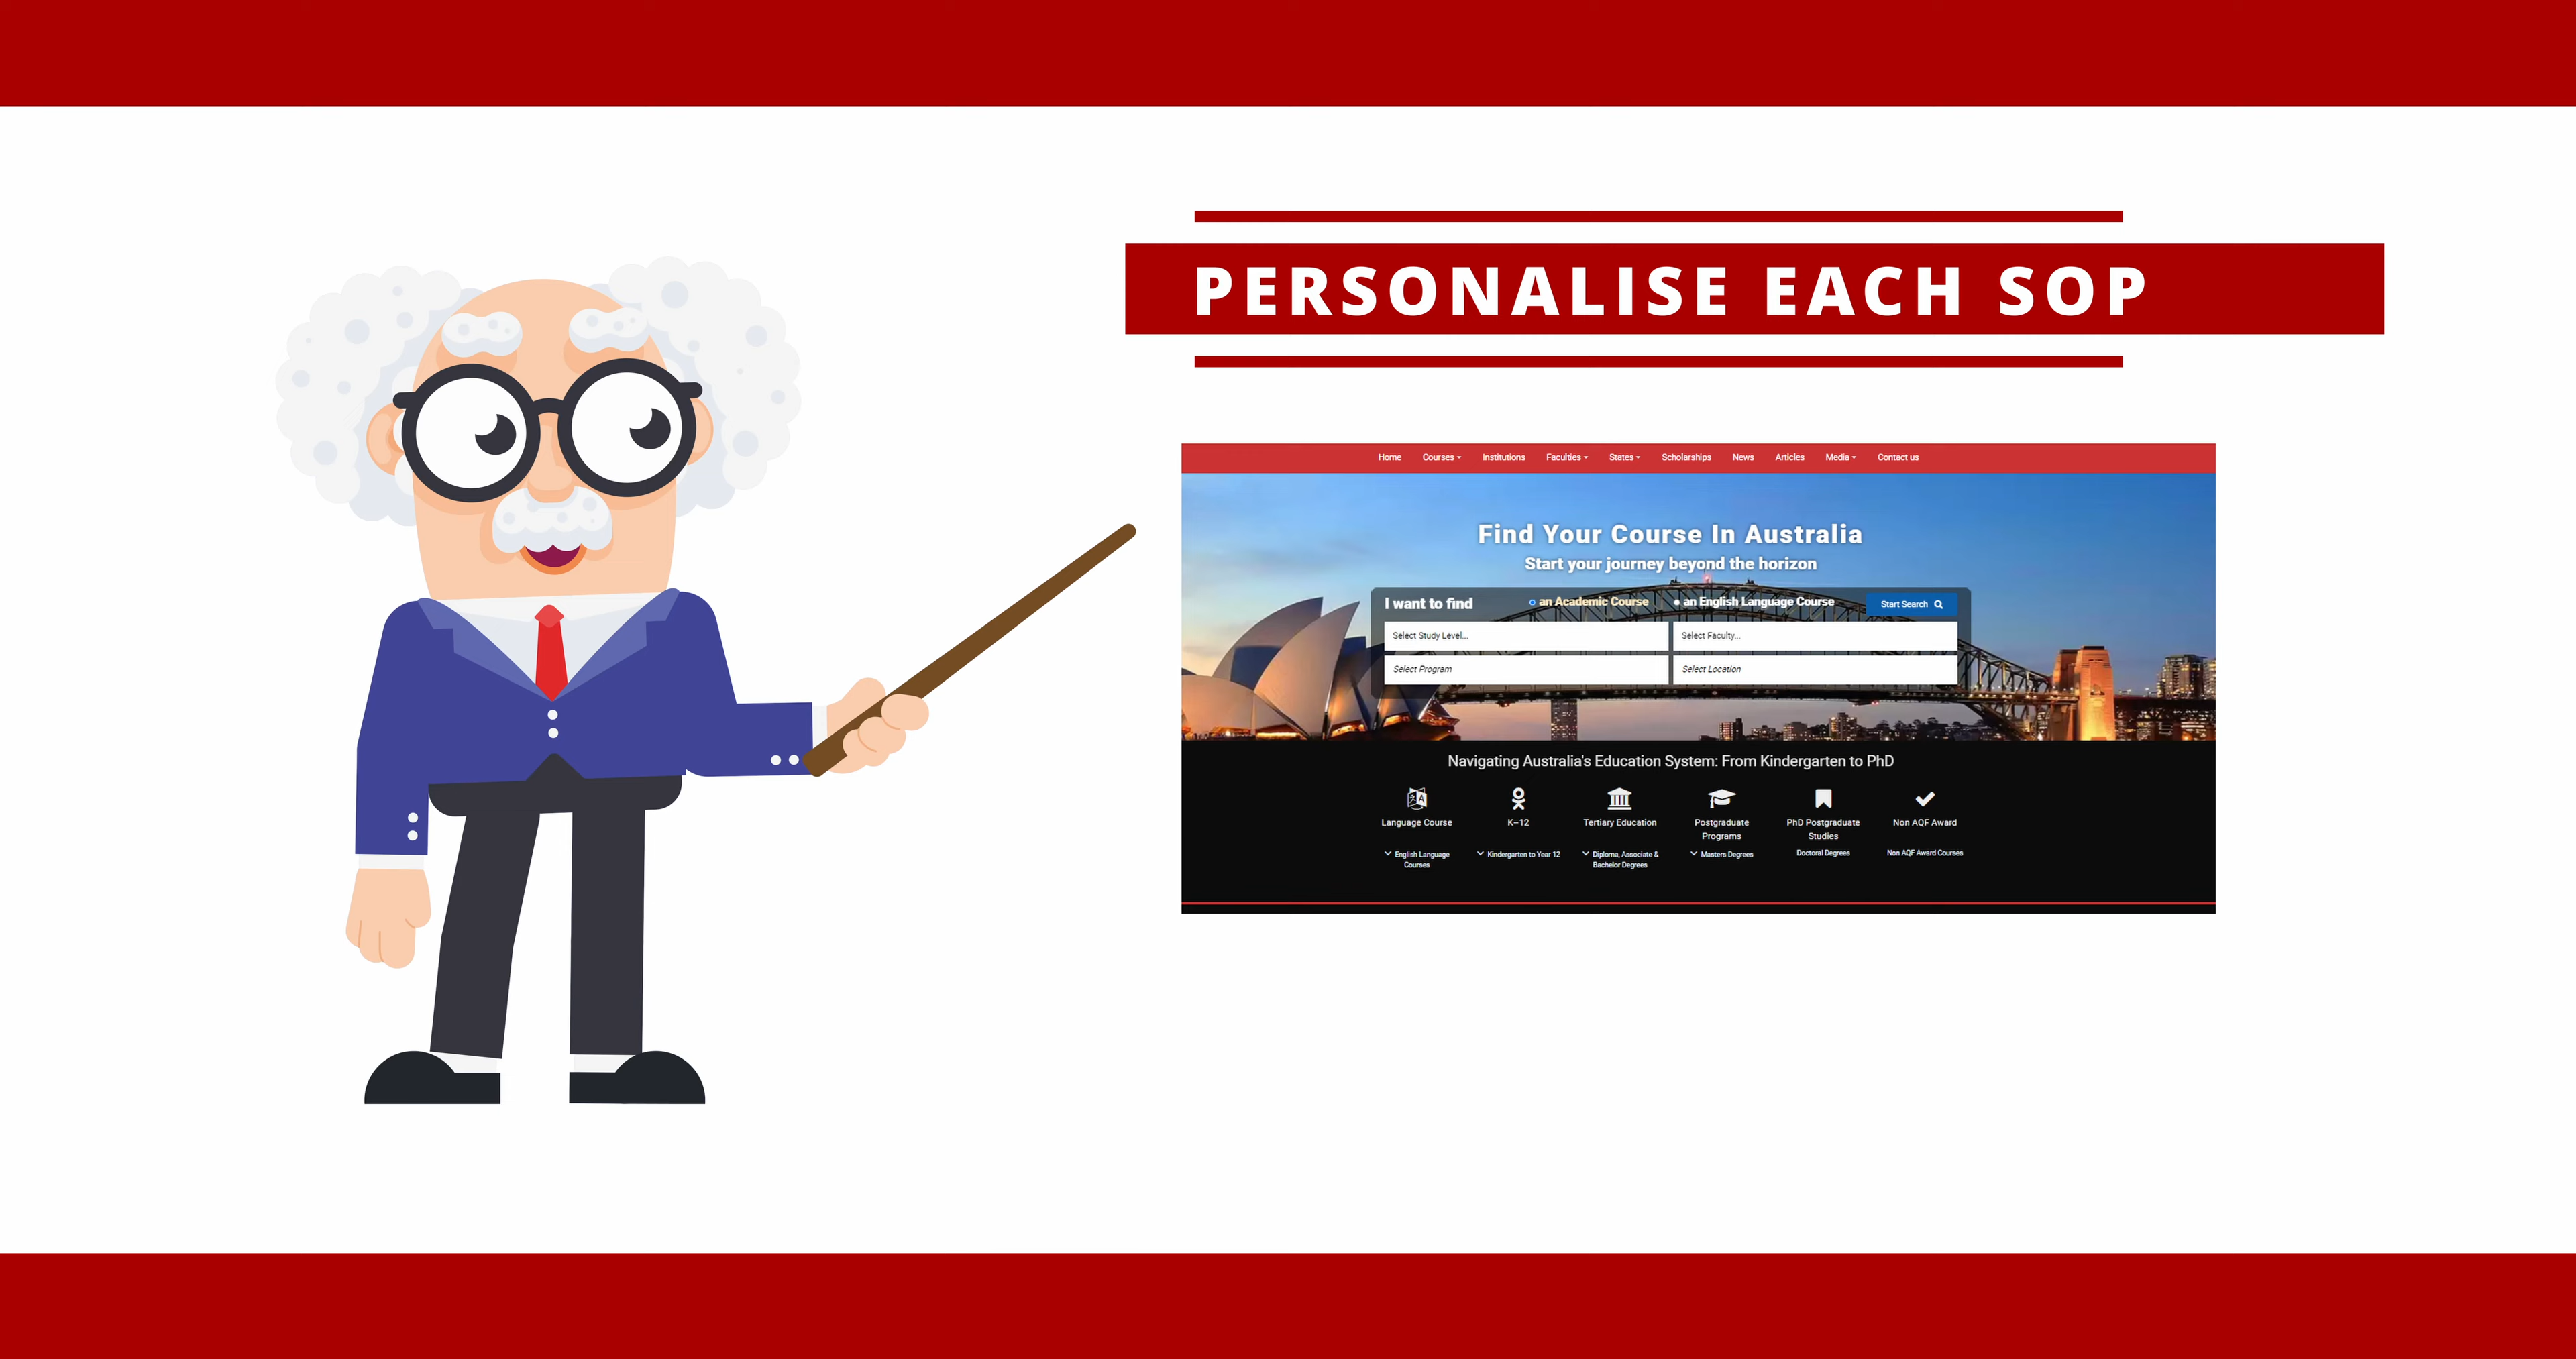 PERSONALISE EACH SOP
Home Courses Institutions Faculties States Scholarships News Articles Media Contact us
Find Your Course In Australia
Start your journey beyond the horizon
I want to find an Academic Course an English Language Course Start Search
Select Study Level... Select Faculty...
Select Program Select Location
Navigating Australia's Education System: From Kindergarten to PhD
Language Course K–12 Tertiary Education Postgraduate Programs PhD Postgraduate Studies Non AQF Award
English Language Courses Kindergarten to Year 12 Diploma, Associate & Bachelor Degrees Masters Degrees Doctoral Degrees Non AQF Award Courses